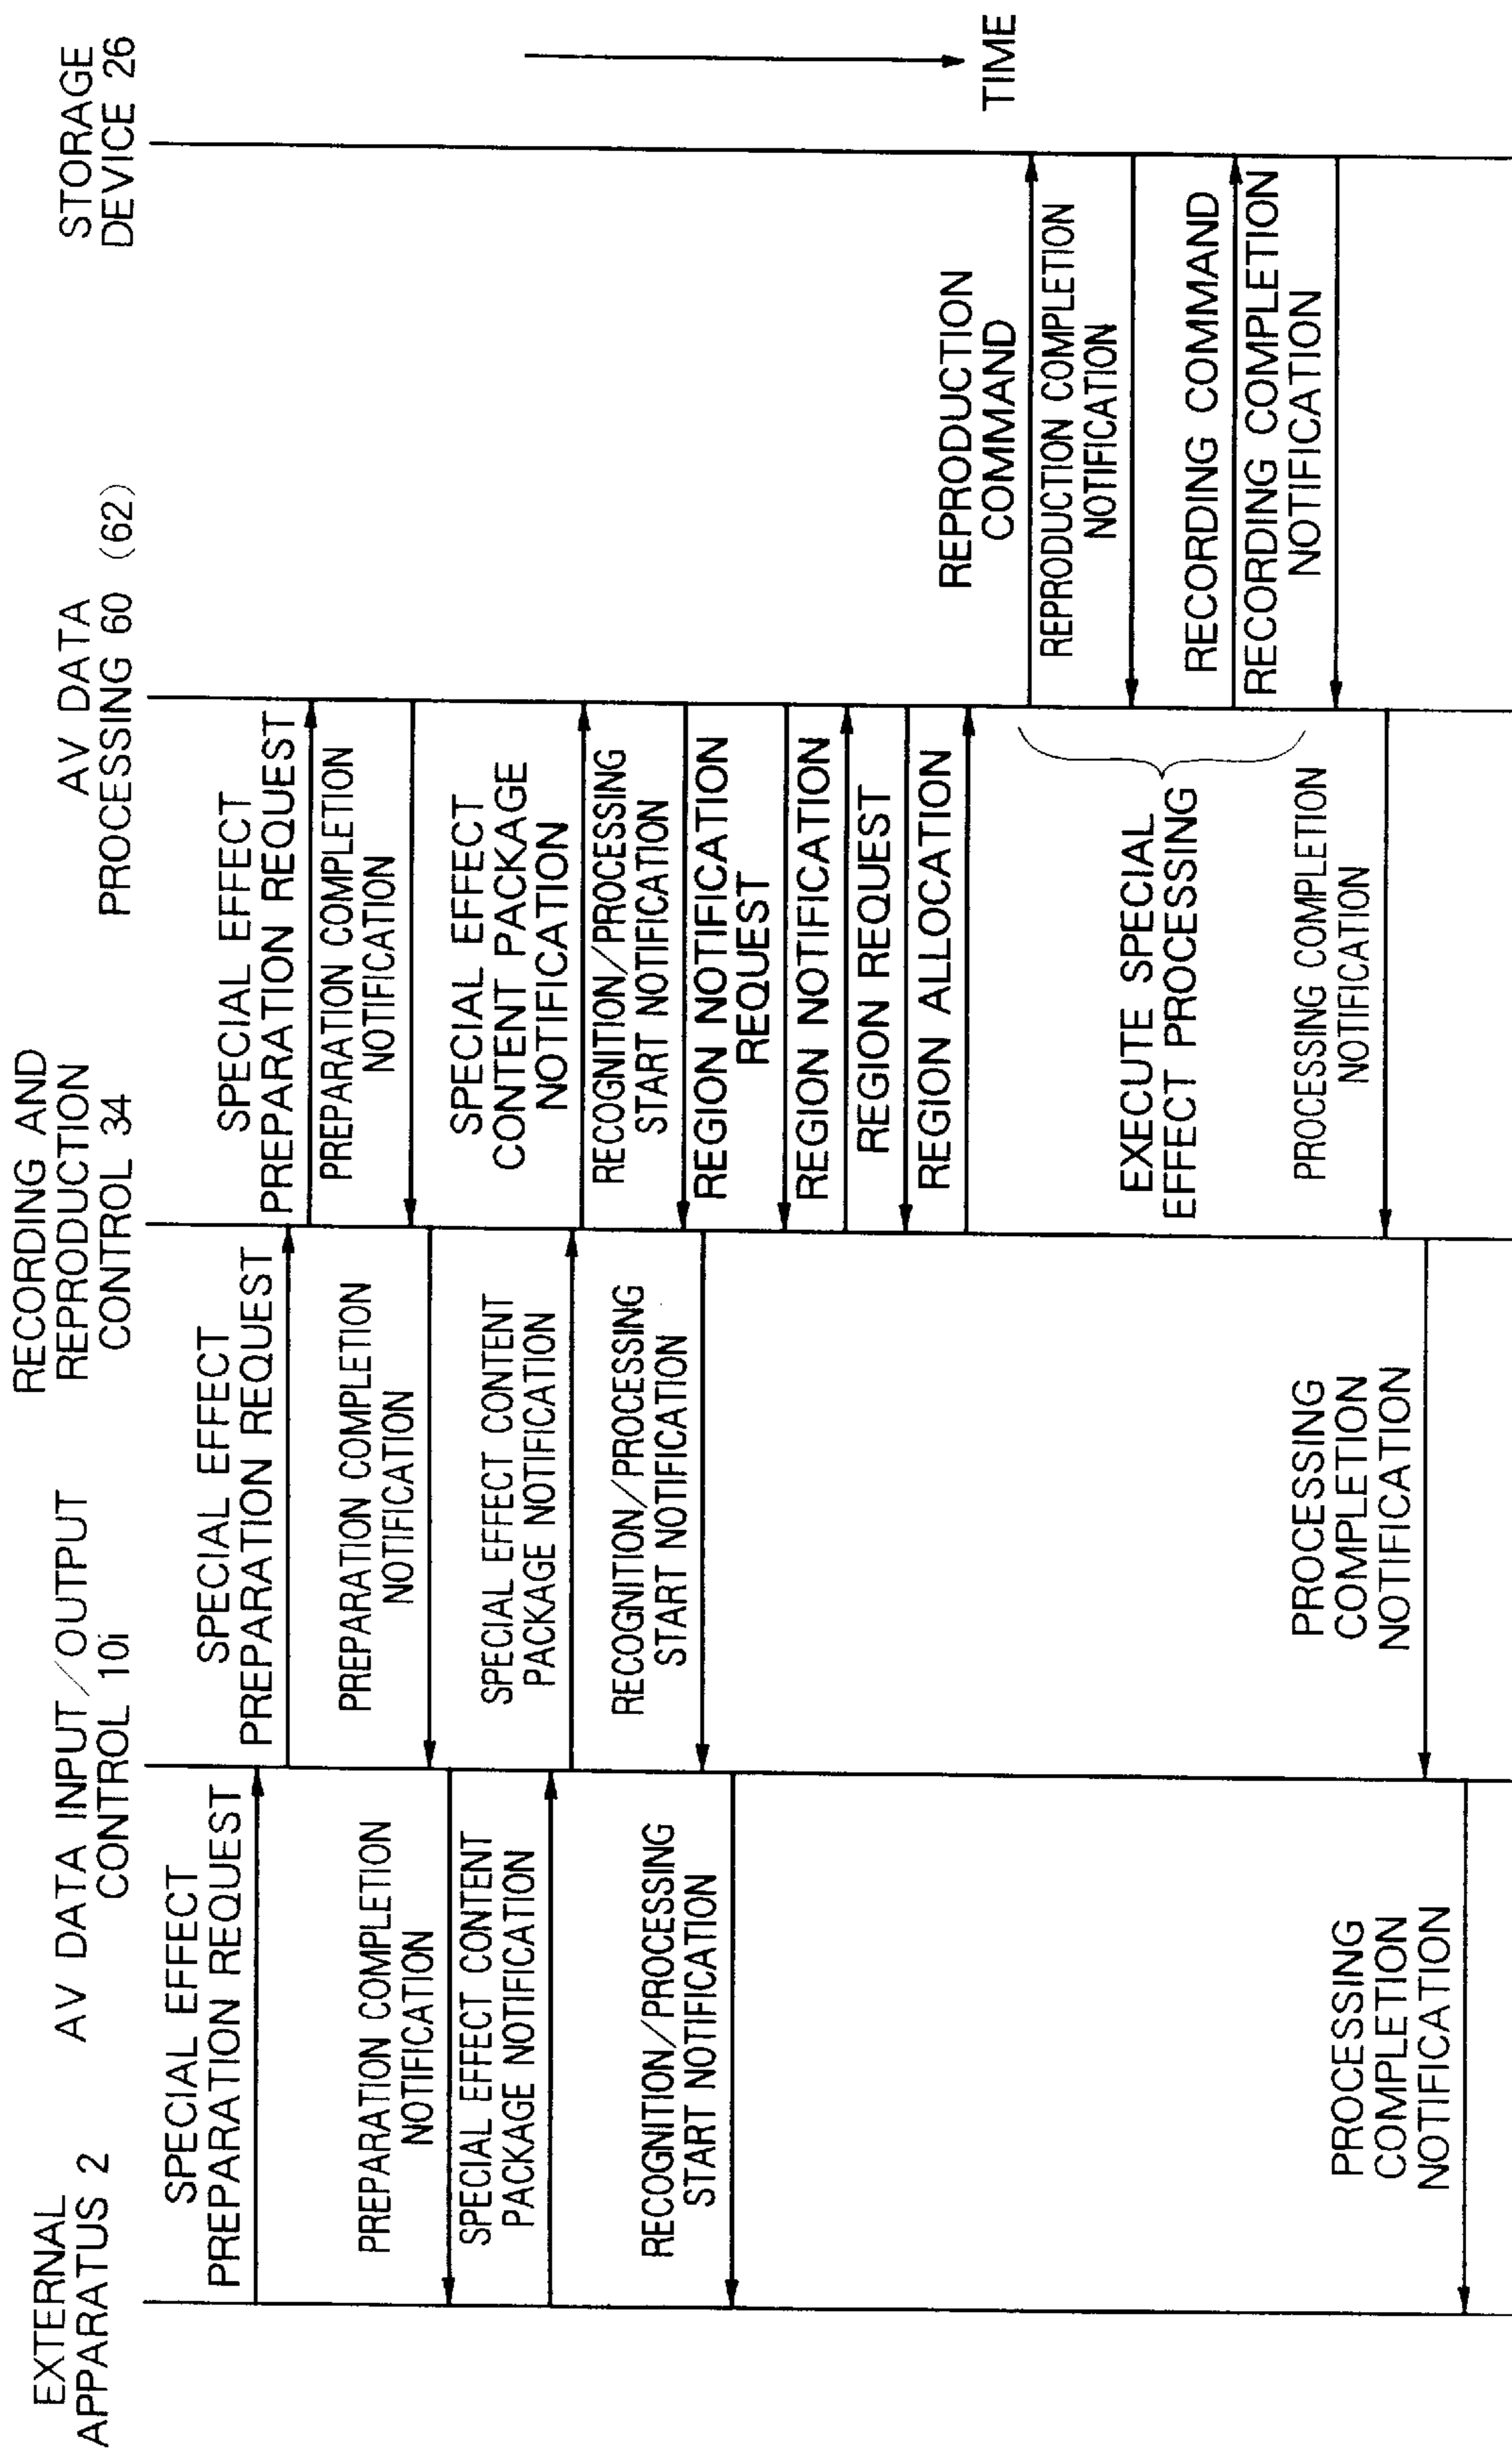 EXTERNAL
APPARATUS 2
AV DATA INPUT/OUTPUT
CONTROL 10i
RECORDING AND
REPRODUCTION
CONTROL 34
AV DATA
PROCESSING 60 (62)
STORAGE
DEVICE 26
SPECIAL EFFECT
PREPARATION REQUEST
PREPARATION COMPLETION
NOTIFICATION
SPECIAL EFFECT CONTENT
PACKAGE NOTIFICATION
RECOGNITION/PROCESSING
START NOTIFICATION
PROCESSING
COMPLETION
NOTIFICATION
SPECIAL EFFECT
PREPARATION REQUEST
PREPARATION COMPLETION
NOTIFICATION
SPECIAL EFFECT CONTENT
PACKAGE NOTIFICATION
RECOGNITION/PROCESSING
START NOTIFICATION
PROCESSING
COMPLETION
NOTIFICATION
SPECIAL EFFECT
PREPARATION REQUEST
PREPARATION COMPLETION
NOTIFICATION
SPECIAL EFFECT
CONTENT PACKAGE
NOTIFICATION
RECOGNITION/PROCESSING
START NOTIFICATION
REGION NOTIFICATION
REQUEST
REGION NOTIFICATION
REGION REQUEST
REGION ALLOCATION
EXECUTE SPECIAL
EFFECT PROCESSING
PROCESSING COMPLETION
NOTIFICATION
REPRODUCTION
COMMAND
REPRODUCTION COMPLETION
NOTIFICATION
RECORDING COMMAND
RECORDING COMPLETION
NOTIFICATION
TIME